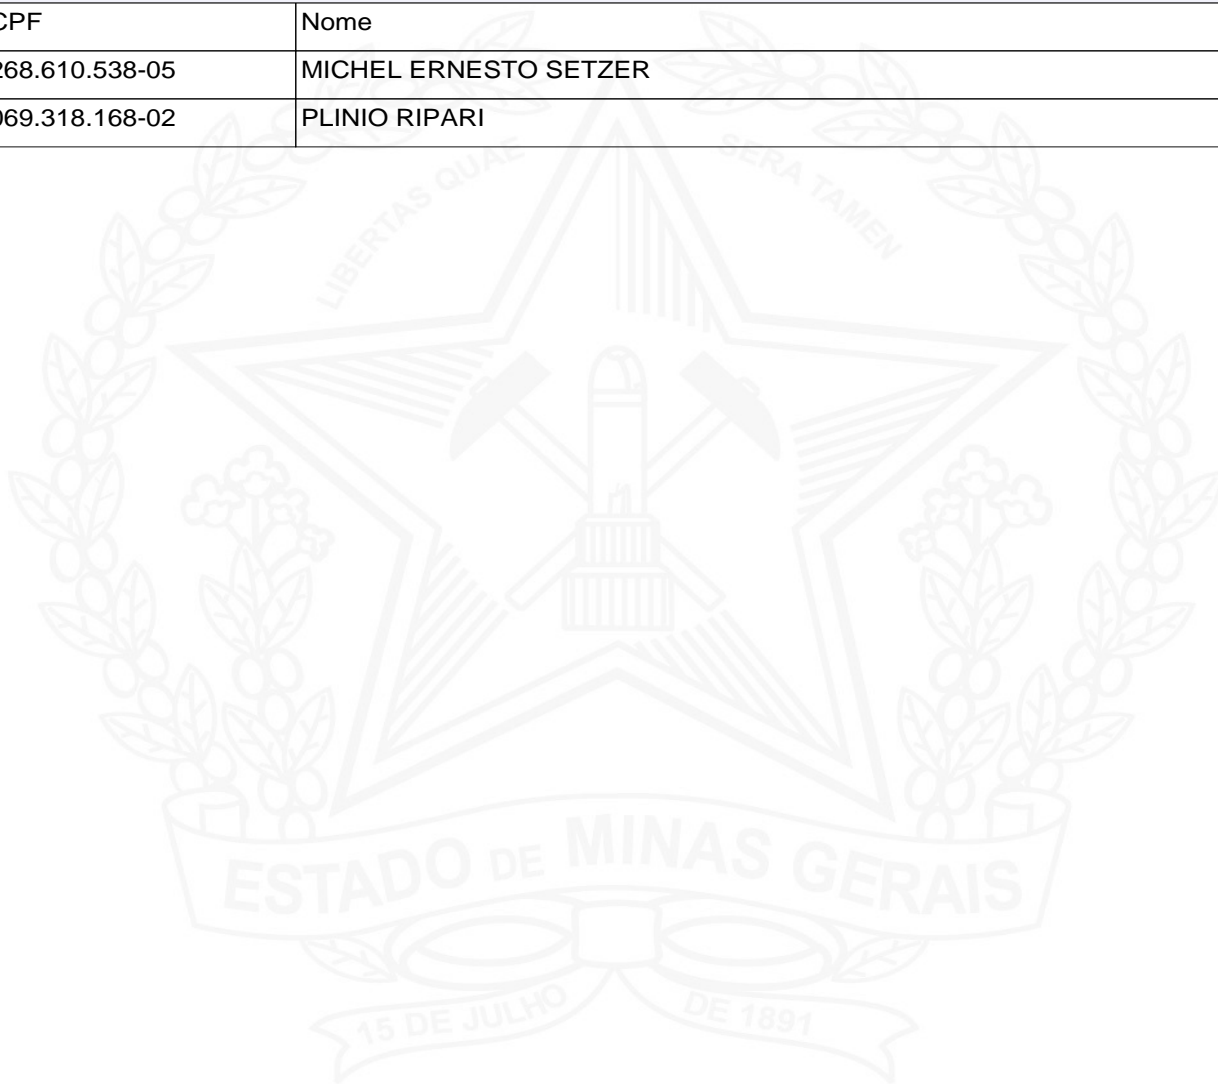 CPF Nome
268.610.538-05 MICHEL ERNESTO SETZER
069.318.168-02 PLINIO RIPARI
LIBERTAS QUAE SERA TAMEN
ESTADO DE MINAS GERAIS
15 DE JULHO DE 1891